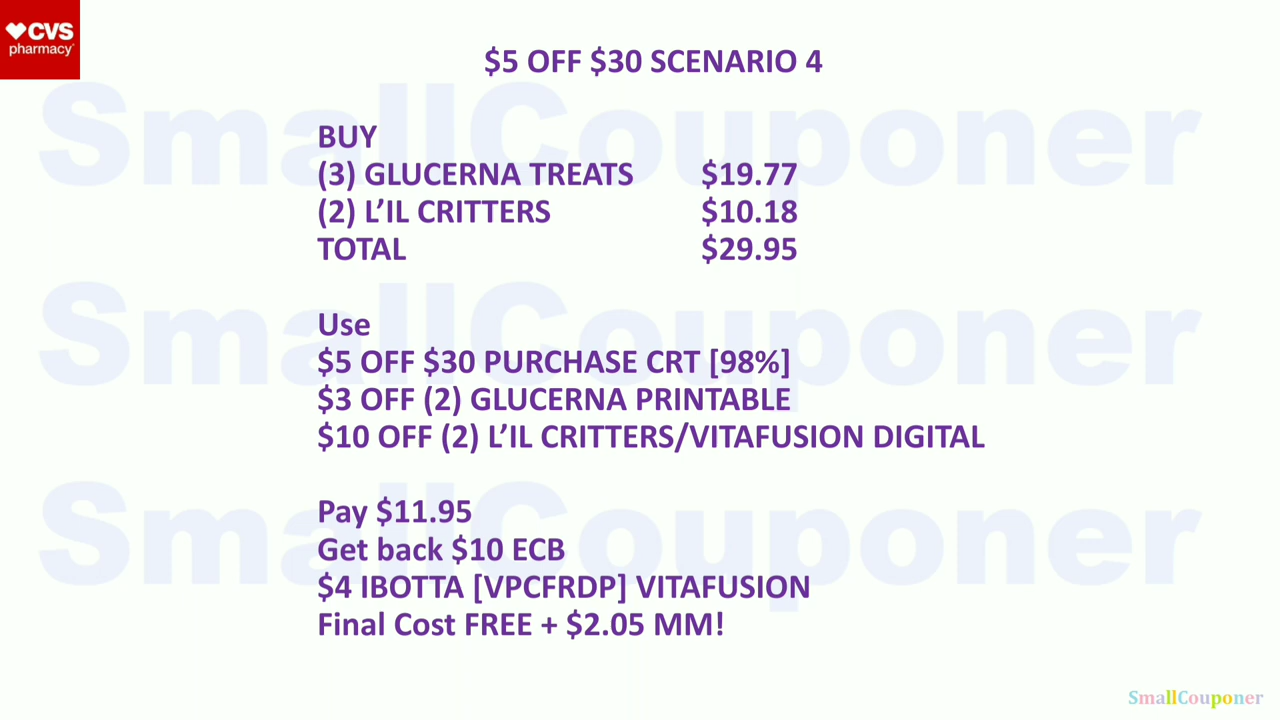 CVS
pharmacy
$5 OFF $30 SCENARIO 4
BUY
(3) GLUCERNA TREATS $19.77
(2) L’IL CRITTERS $10.18
TOTAL $29.95
Use
$5 OFF $30 PURCHASE CRT [98%]
$3 OFF (2) GLUCERNA PRINTABLE
$10 OFF (2) L’IL CRITTERS/VITAFUSION DIGITAL
Pay $11.95
Get back $10 ECB
$4 IBOTTA [VPCFRDP] VITAFUSION
Final Cost FREE + $2.05 MM!
SmallCouponer
SmallCouponer
SmallCouponer
SmallCouponer